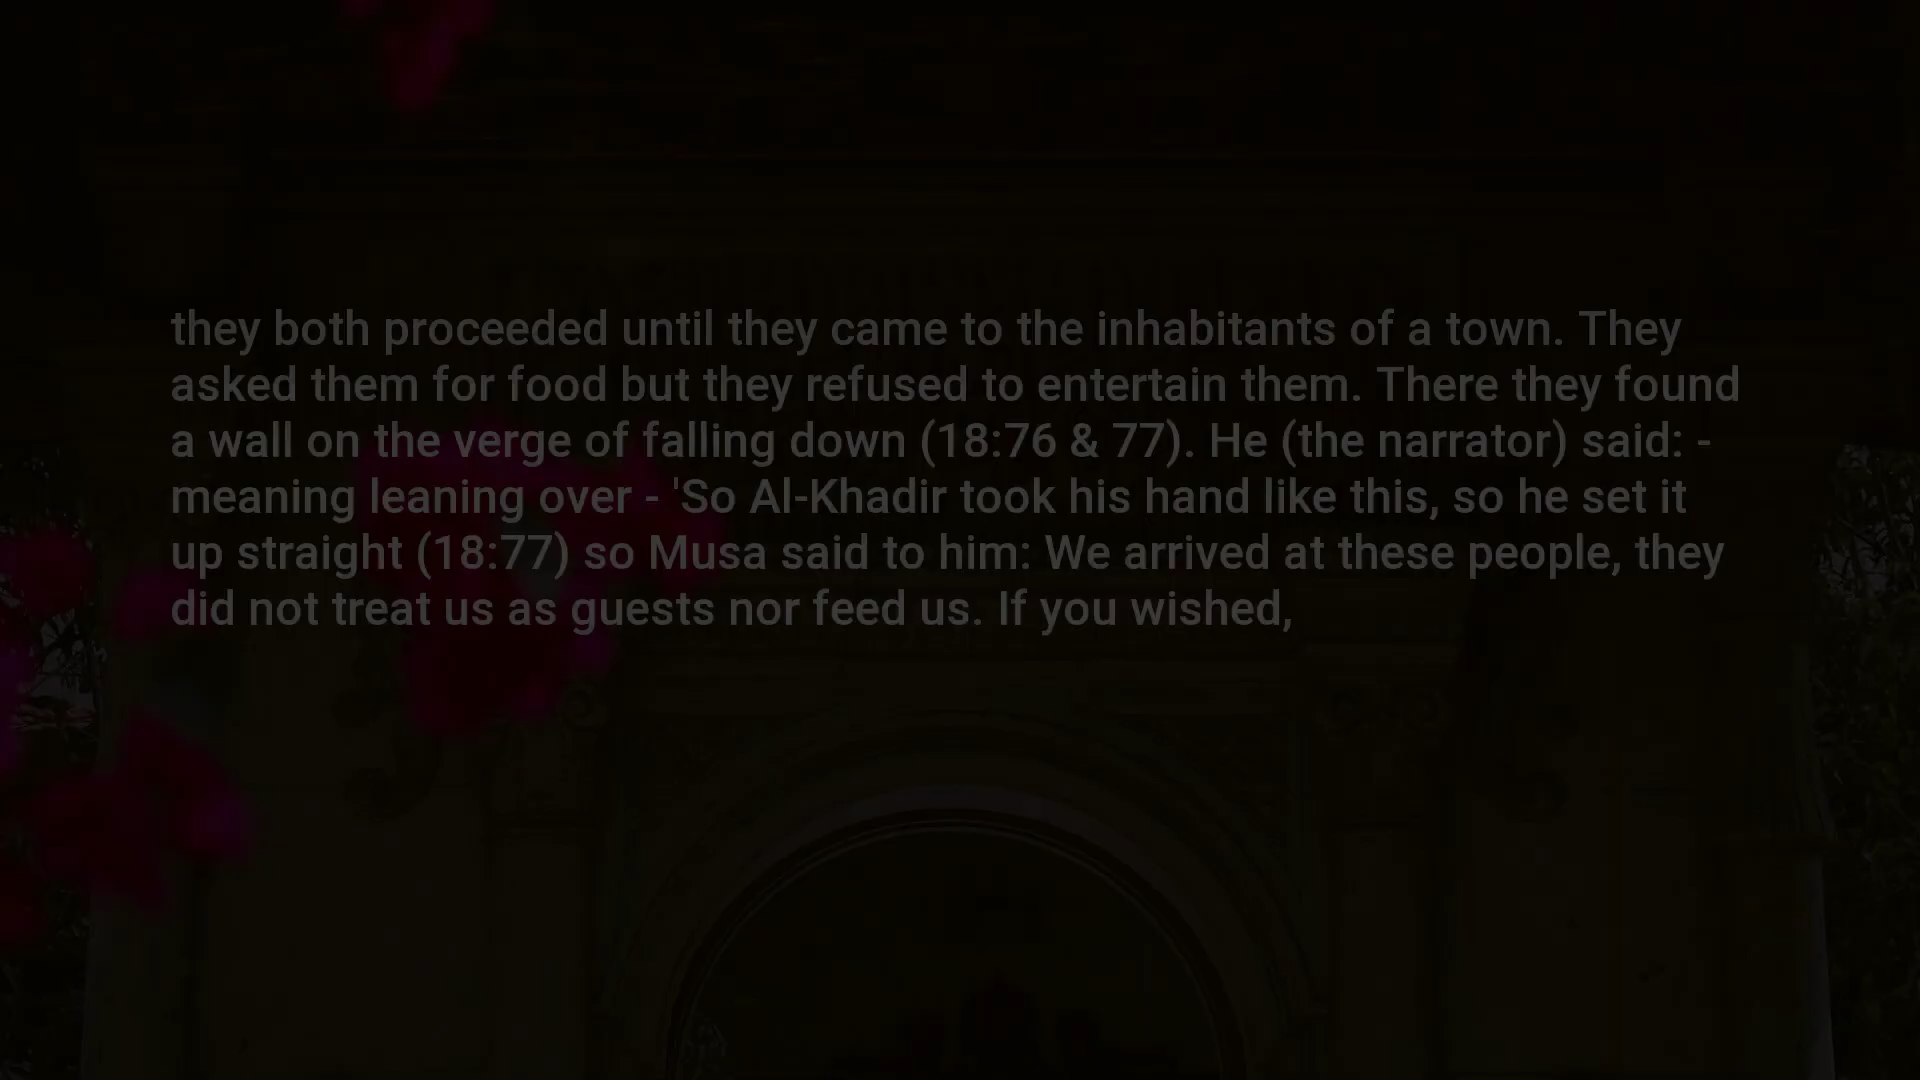 they both proceeded until they came to the inhabitants of a town. They
asked them for food but they refused to entertain them. There they found
a wall on the verge of falling down (18:76 & 77). He (the narrator) said: -
meaning leaning over - 'So Al-Khadir took his hand like this, so he set it
up straight (18:77) so Musa said to him: We arrived at these people, they
did not treat us as guests nor feed us. If you wished,